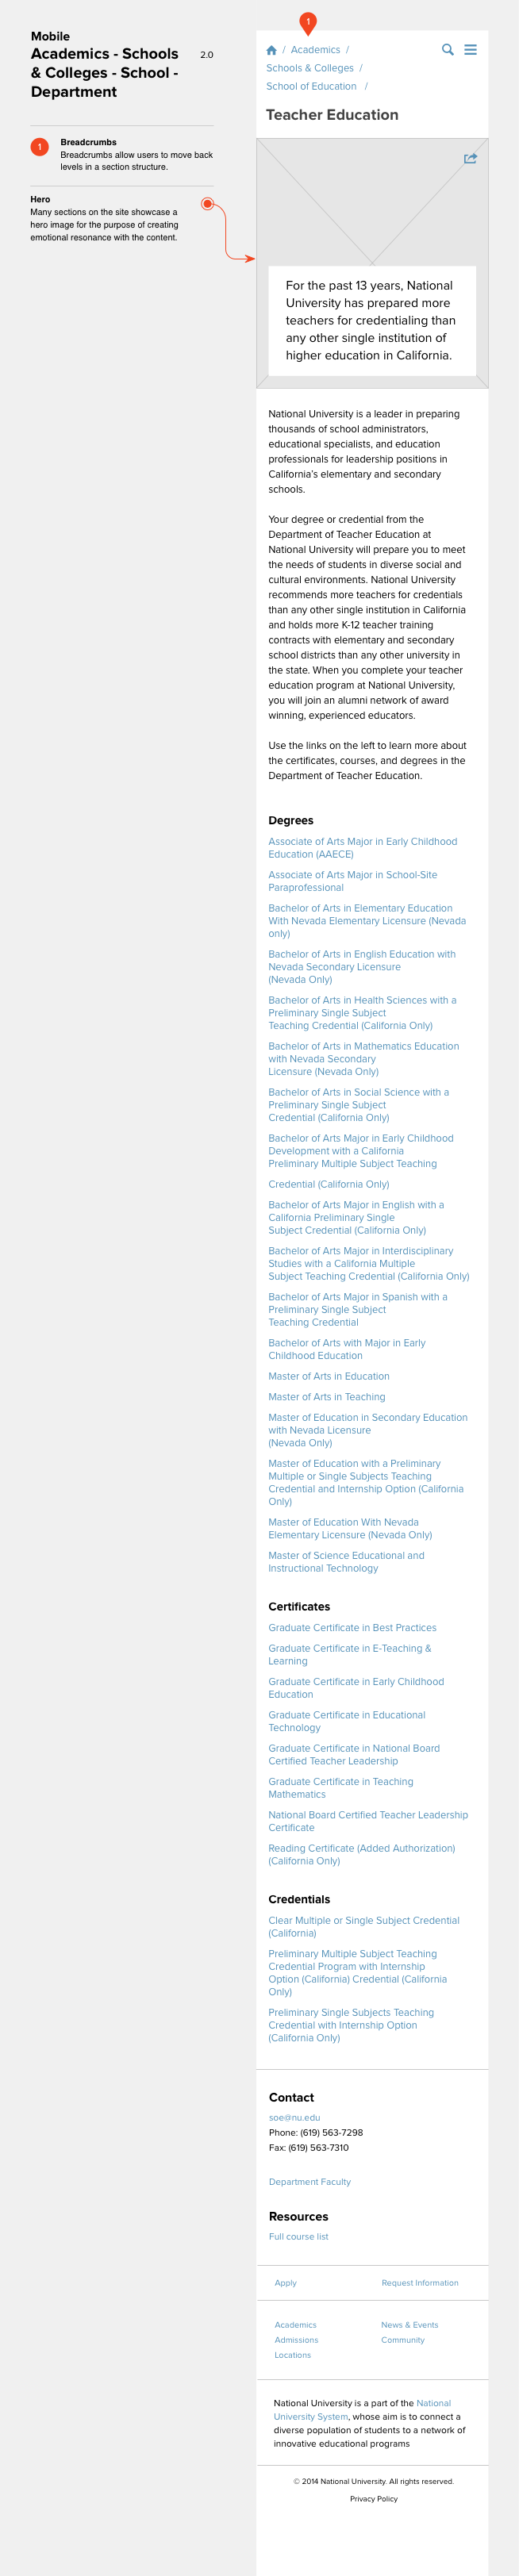 Mobile
Academics - Schools
& Colleges - School -
Department
2.0
1
Breadcrumbs
Breadcrumbs allow users to move back
levels in a section structure.
Hero
Many sections on the site showcase a
hero image for the purpose of creating
emotional resonance with the content.
1
/ Academics /
Schools & Colleges /
School of Education /
Teacher Education
For the past 13 years, National
University has prepared more
teachers for credentialing than
any other single institution of
higher education in California.
National University is a leader in preparing
thousands of school administrators,
educational specialists, and education
professionals for leadership positions in
California's elementary and secondary
schools.
Your degree or credential from the
Department of Teacher Education at
National University will prepare you to meet
the needs of students in diverse social and
cultural environments. National University
recommends more teachers for credentials
than any other single institution in California
and holds more K-12 teacher training
contracts with elementary and secondary
school districts than any other university in
the state. When you complete your teacher
education program at National University,
you will join an alumni network of award
winning, experienced educators.
Use the links on the left to learn more about
the certificates, courses, and degrees in the
Department of Teacher Education.
Degrees
Associate of Arts Major in Early Childhood
Education (AAECE)
Associate of Arts Major in School-Site
Paraprofessional
Bachelor of Arts in Elementary Education
With Nevada Elementary Licensure (Nevada
only)
Bachelor of Arts in English Education with
Nevada Secondary Licensure
(Nevada Only)
Bachelor of Arts in Health Sciences with a
Preliminary Single Subject
Teaching Credential (California Only)
Bachelor of Arts in Mathematics Education
with Nevada Secondary
Licensure (Nevada Only)
Bachelor of Arts in Social Science with a
Preliminary Single Subject
Credential (California Only)
Bachelor of Arts Major in Early Childhood
Development with a California
Preliminary Multiple Subject Teaching
Credential (California Only)
Bachelor of Arts Major in English with a
California Preliminary Single
Subject Credential (California Only)
Bachelor of Arts Major in Interdisciplinary
Studies with a California Multiple
Subject Teaching Credential (California Only)
Bachelor of Arts Major in Spanish with a
Preliminary Single Subject
Teaching Credential
Bachelor of Arts with Major in Early
Childhood Education
Master of Arts in Education
Master of Arts in Teaching
Master of Education in Secondary Education
with Nevada Licensure
(Nevada Only)
Master of Education with a Preliminary
Multiple or Single Subjects Teaching
Credential and Internship Option (California
Only)
Master of Education With Nevada
Elementary Licensure (Nevada Only)
Master of Science Educational and
Instructional Technology
Certificates
Graduate Certificate in Best Practices
Graduate Certificate in E-Teaching &
Learning
Graduate Certificate in Early Childhood
Education
Graduate Certificate in Educational
Technology
Graduate Certificate in National Board
Certified Teacher Leadership
Graduate Certificate in Teaching
Mathematics
National Board Certified Teacher Leadership
Certificate
Reading Certificate (Added Authorization)
(California Only)
Credentials
Clear Multiple or Single Subject Credential
(California)
Preliminary Multiple Subject Teaching
Credential Program with Internship
Option (California) Credential (California
Only)
Preliminary Single Subjects Teaching
Credential with Internship Option
(California Only)
Contact
soe@nu.edu
Phone: (619) 563-7298
Fax: (619) 563-7310
Department Faculty
Resources
Full course list
Apply Request Information
Academics News & Events
Admissions Community
Locations
National University is a part of the National
University System, whose aim is to connect a
diverse population of students to a network of
innovative educational programs
© 2014 National University. All rights reserved.
Privacy Policy